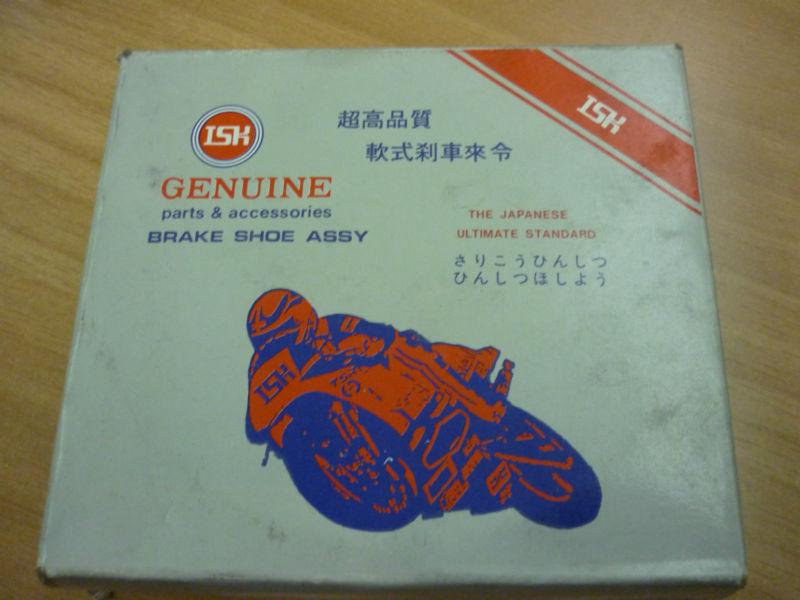 ISK
超高品質
ISK
軟式剎車來令
GENUINE
parts & accessories
BRAKE SHOE ASSY
THE JAPANESE
ULTIMATE STANDARD
さりこうひんしつ
ひんしつほしよう
ISK